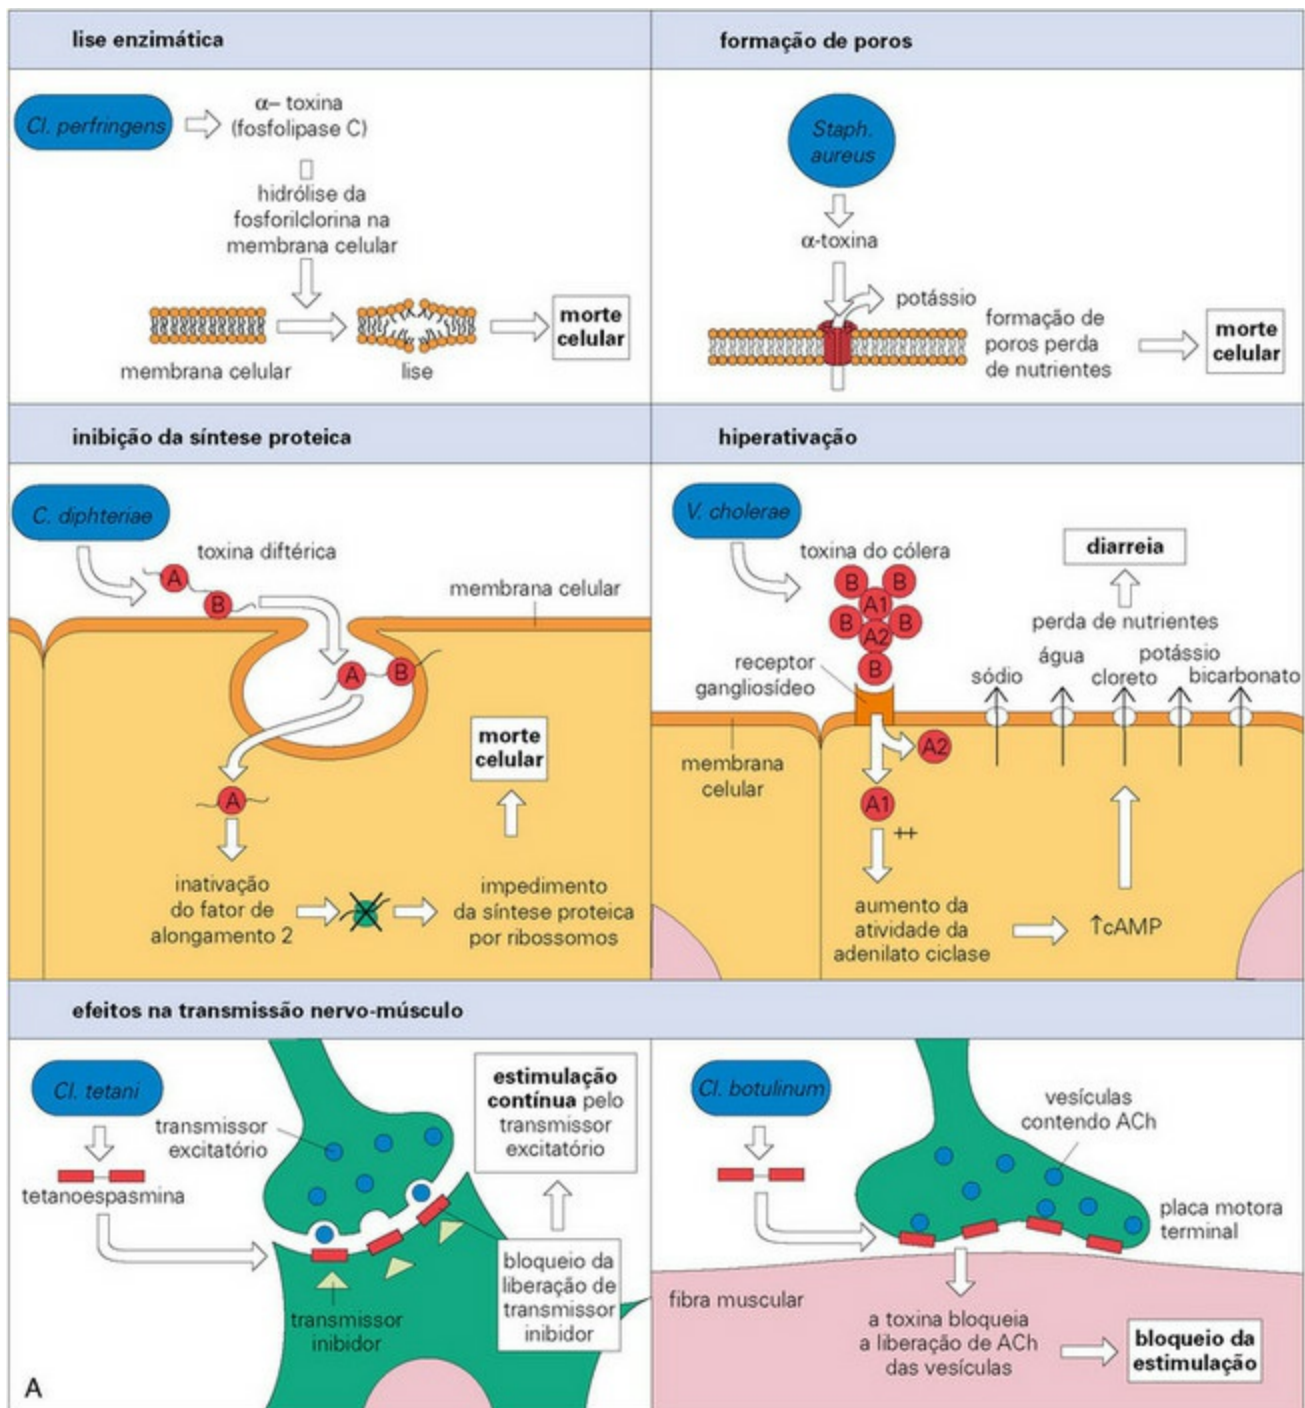 lise enzimática
Cl. perfringens
α– toxina
(fosfolipase C)
hidrólise da
fosforilclorina na
membrana celular
membrana celular
lise
morte
celular
formação de poros
Staph.
aureus
α-toxina
potássio
formação de
poros perda
de nutrientes
morte
celular
inibição da síntese proteica
C. diphteriae
toxina diftérica
A
B
membrana celular
A
B
A
inativação
do fator de
alongamento 2
impedimento
da síntese proteica
por ribossomos
morte
celular
hiperativação
V. cholerae
toxina do cólera
B
B
A1
B
B
A2
B
receptor
gangliosídeo
membrana
celular
A2
A1
++
aumento da
atividade da
adenilato ciclase
↑cAMP
sódio
água
cloreto
potássio
bicarbonato
perda de nutrientes
diarreia
efeitos na transmissão nervo-músculo
Cl. tetani
tetanoespasmina
transmissor
excitatório
transmissor
inibidor
bloqueio da
liberação de
transmissor
inibidor
estimulação
contínua pelo
transmissor
excitatório
A
Cl. botulinum
vesículas
contendo ACh
placa motora
terminal
fibra muscular
a toxina bloqueia
a liberação de ACh
das vesículas
bloqueio da
estimulação